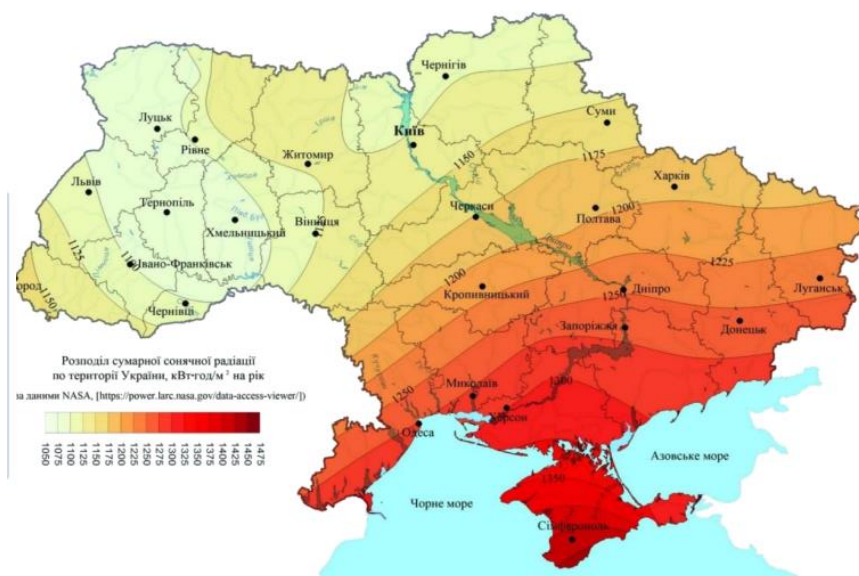 Чернігів
Суми
Луцьк
Рівне
Київ
Житомир
1150
1175
Харків
Львів
Тернопіль
Хмельницький
Вінниця
Черкаси
Полтава
1200
1125
Івано-Франківськ
1225
ород
1150
Чернівці
1200
Кропивницький
1250
Дніпро
Луганськ
Запоріжжя
Донецьк
Розподіл сумарної сонячної радіації
по території України, кВт·год/м² на рік
за даними NASA, [https://power.larc.nasa.gov/data-access-viewer/])
1250
Миколаїв
1300
Херсон
Одеса
1050
1075
1100
1125
1150
1175
1200
1225
1250
1275
1300
1325
1350
1375
1400
1425
1450
1475
Азовське море
1350
Чорне море
Сімферополь